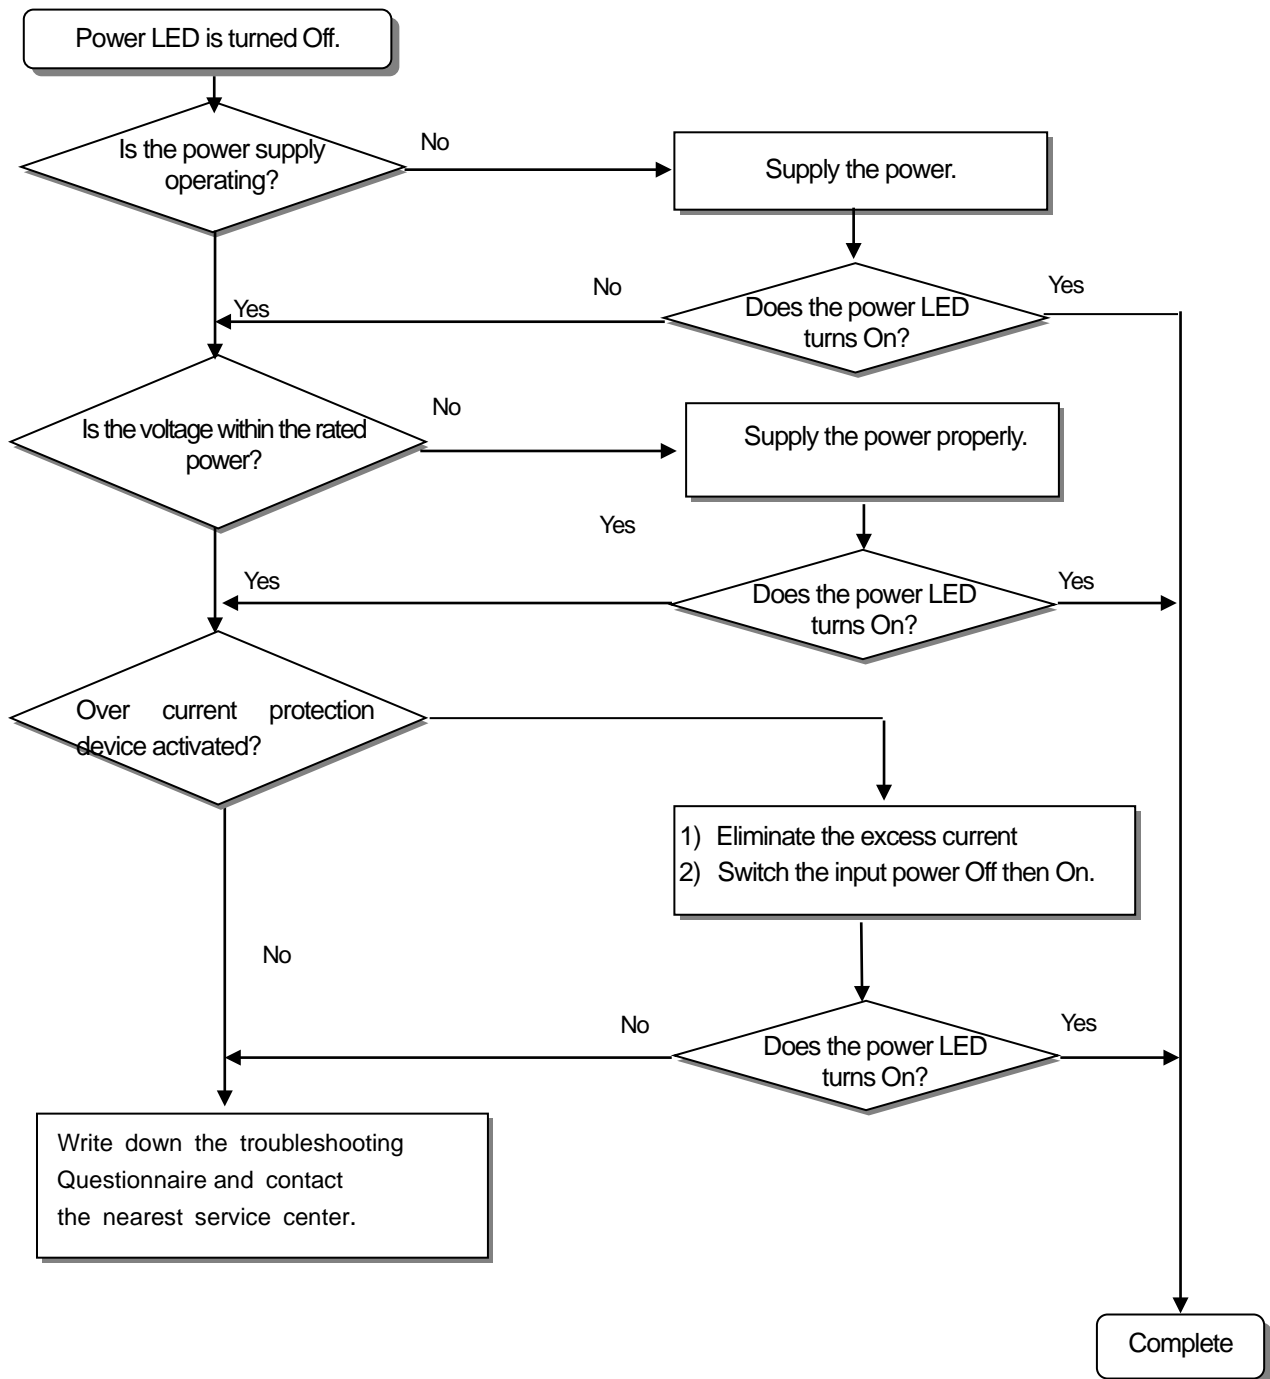 Power LED is turned Off.
Is the power supply
operating?
No
Supply the power.
Yes
No
Does the power LED
turns On?
Yes
Is the voltage within the rated
power?
No
Supply the power properly.
Yes
Yes
Does the power LED
turns On?
Yes
Over current protection
device activated?
1) Eliminate the excess current
2) Switch the input power Off then On.
No
No
Does the power LED
turns On?
Yes
Write down the troubleshooting
Questionnaire and contact
the nearest service center.
Complete